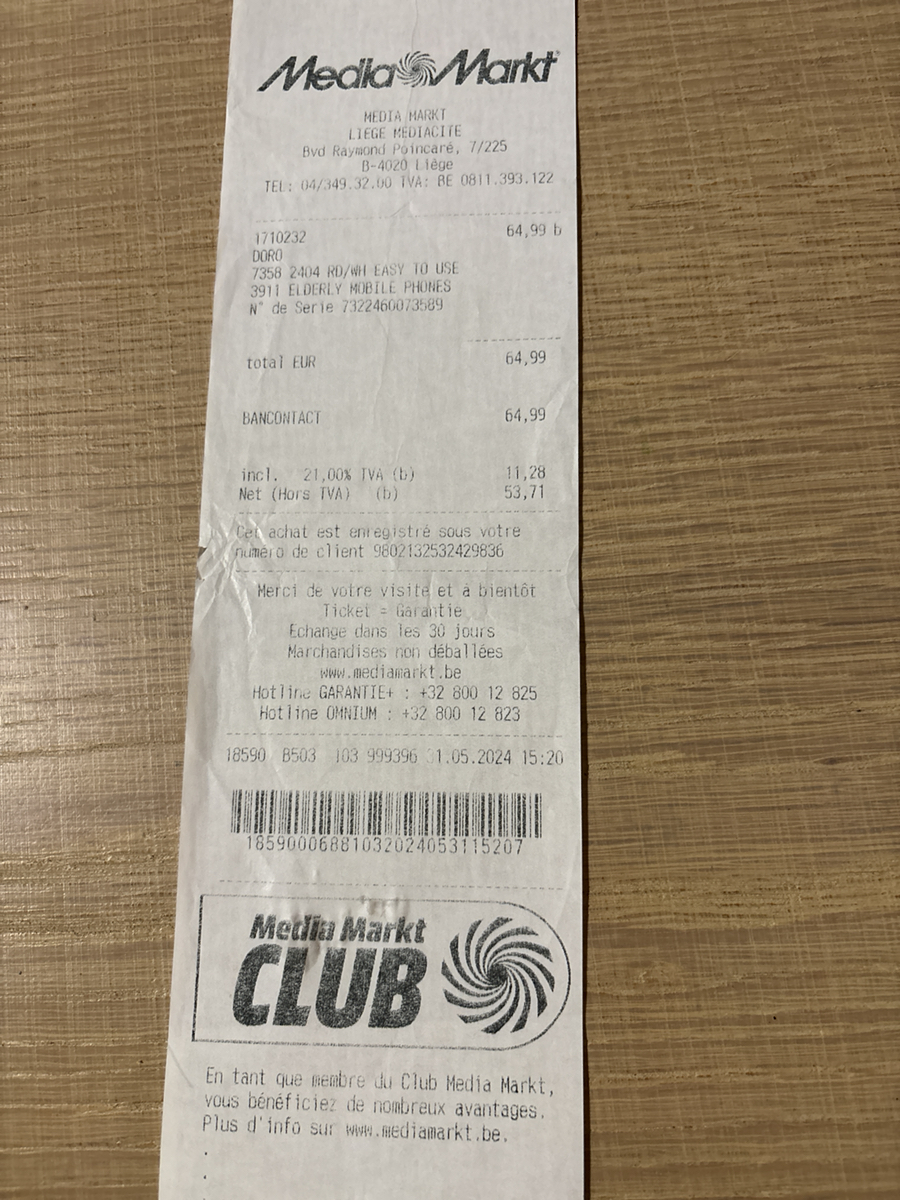 Media Markt
MEDIA MARKT
LIEGE MEDIACITE
Bvd Raymond Poincaré, 7/225
B-4020 Liège
TEL: 04/349.32.00 TVA: BE 0811.393.122
1710232 64,99 b
DORO
7358 2404 RD/WH EASY TO USE
3911 ELDERLY MOBILE PHONES
N° de Serie 7322460073589
total EUR 64,99
BANCONTACT 64,99
incl. 21,00% TVA (b) 11,28
Net (Hors TVA) (b) 53,71
Cet achat est enregistré sous votre
numéro de client 9802132532429836
Merci de votre visite et à bientôt
Ticket = Garantie
Echange dans les 30 jours
Marchandises non déballées
www.mediamarkt.be
Hotline GARANTIE+ : +32 800 12 825
Hotline OMNIUM : +32 800 12 823
18590 B503 103 999396 31.05.2024 15:20
18590006881032024053115207
Media Markt
CLUB
En tant que membre du Club Media Markt,
vous bénéficiez de nombreux avantages.
Plus d'info sur www.mediamarkt.be.